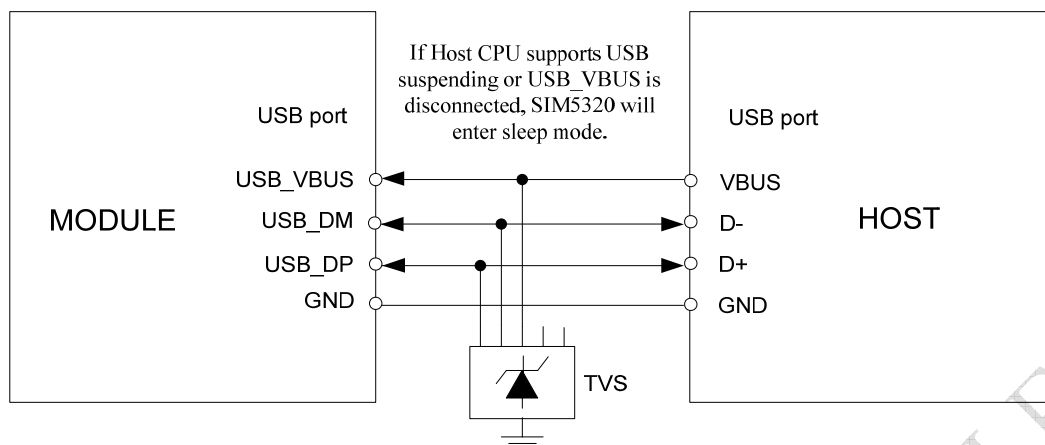 If Host CPU supports USB
suspending or USB_VBUS is
disconnected, SIM5320 will
enter sleep mode.
USB port
USB port
USB_VBUS
VBUS
MODULE
USB_DM
D-
HOST
USB_DP
D+
GND
GND
TVS